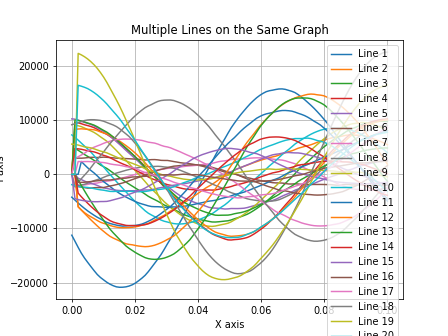 Multiple Lines on the Same Graph
20000
10000
0
−10000
−20000
0.00
0.02
0.04
0.06
X axis
Line 1
Line 2
Line 3
Line 4
Line 6
Line 7
Line 8
Line 9
Line 10
Line 11
Line 12
Line 13
Line 14
Line 15
Line 16
Line 17
Line 18
Line 19
Line 20